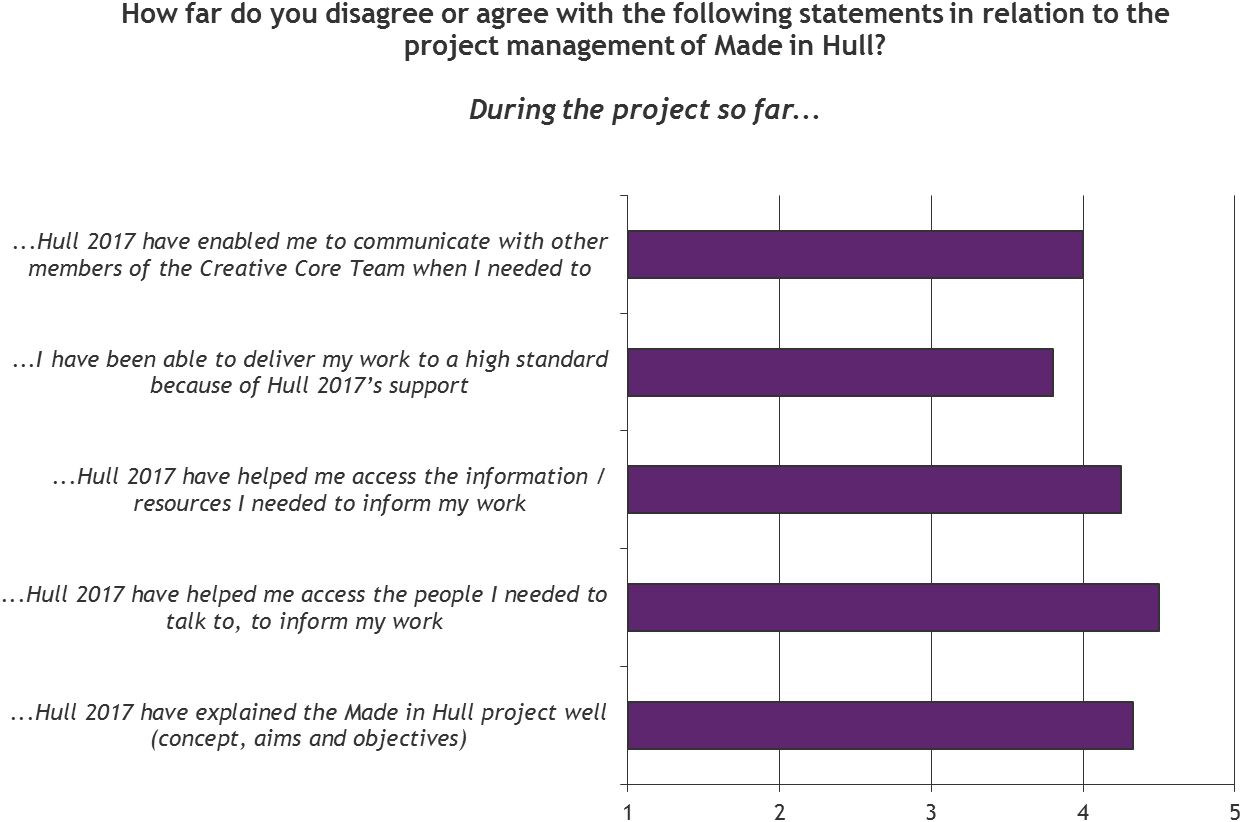 How far do you disagree or agree with the following statements in relation to the
project management of Made in Hull?
During the project so far...
...Hull 2017 have enabled me to communicate with other
members of the Creative Core Team when I needed to
...I have been able to deliver my work to a high standard
because of Hull 2017’s support
...Hull 2017 have helped me access the information /
resources I needed to inform my work
...Hull 2017 have helped me access the people I needed to
talk to, to inform my work
...Hull 2017 have explained the Made in Hull project well
(concept, aims and objectives)
1 2 3 4 5